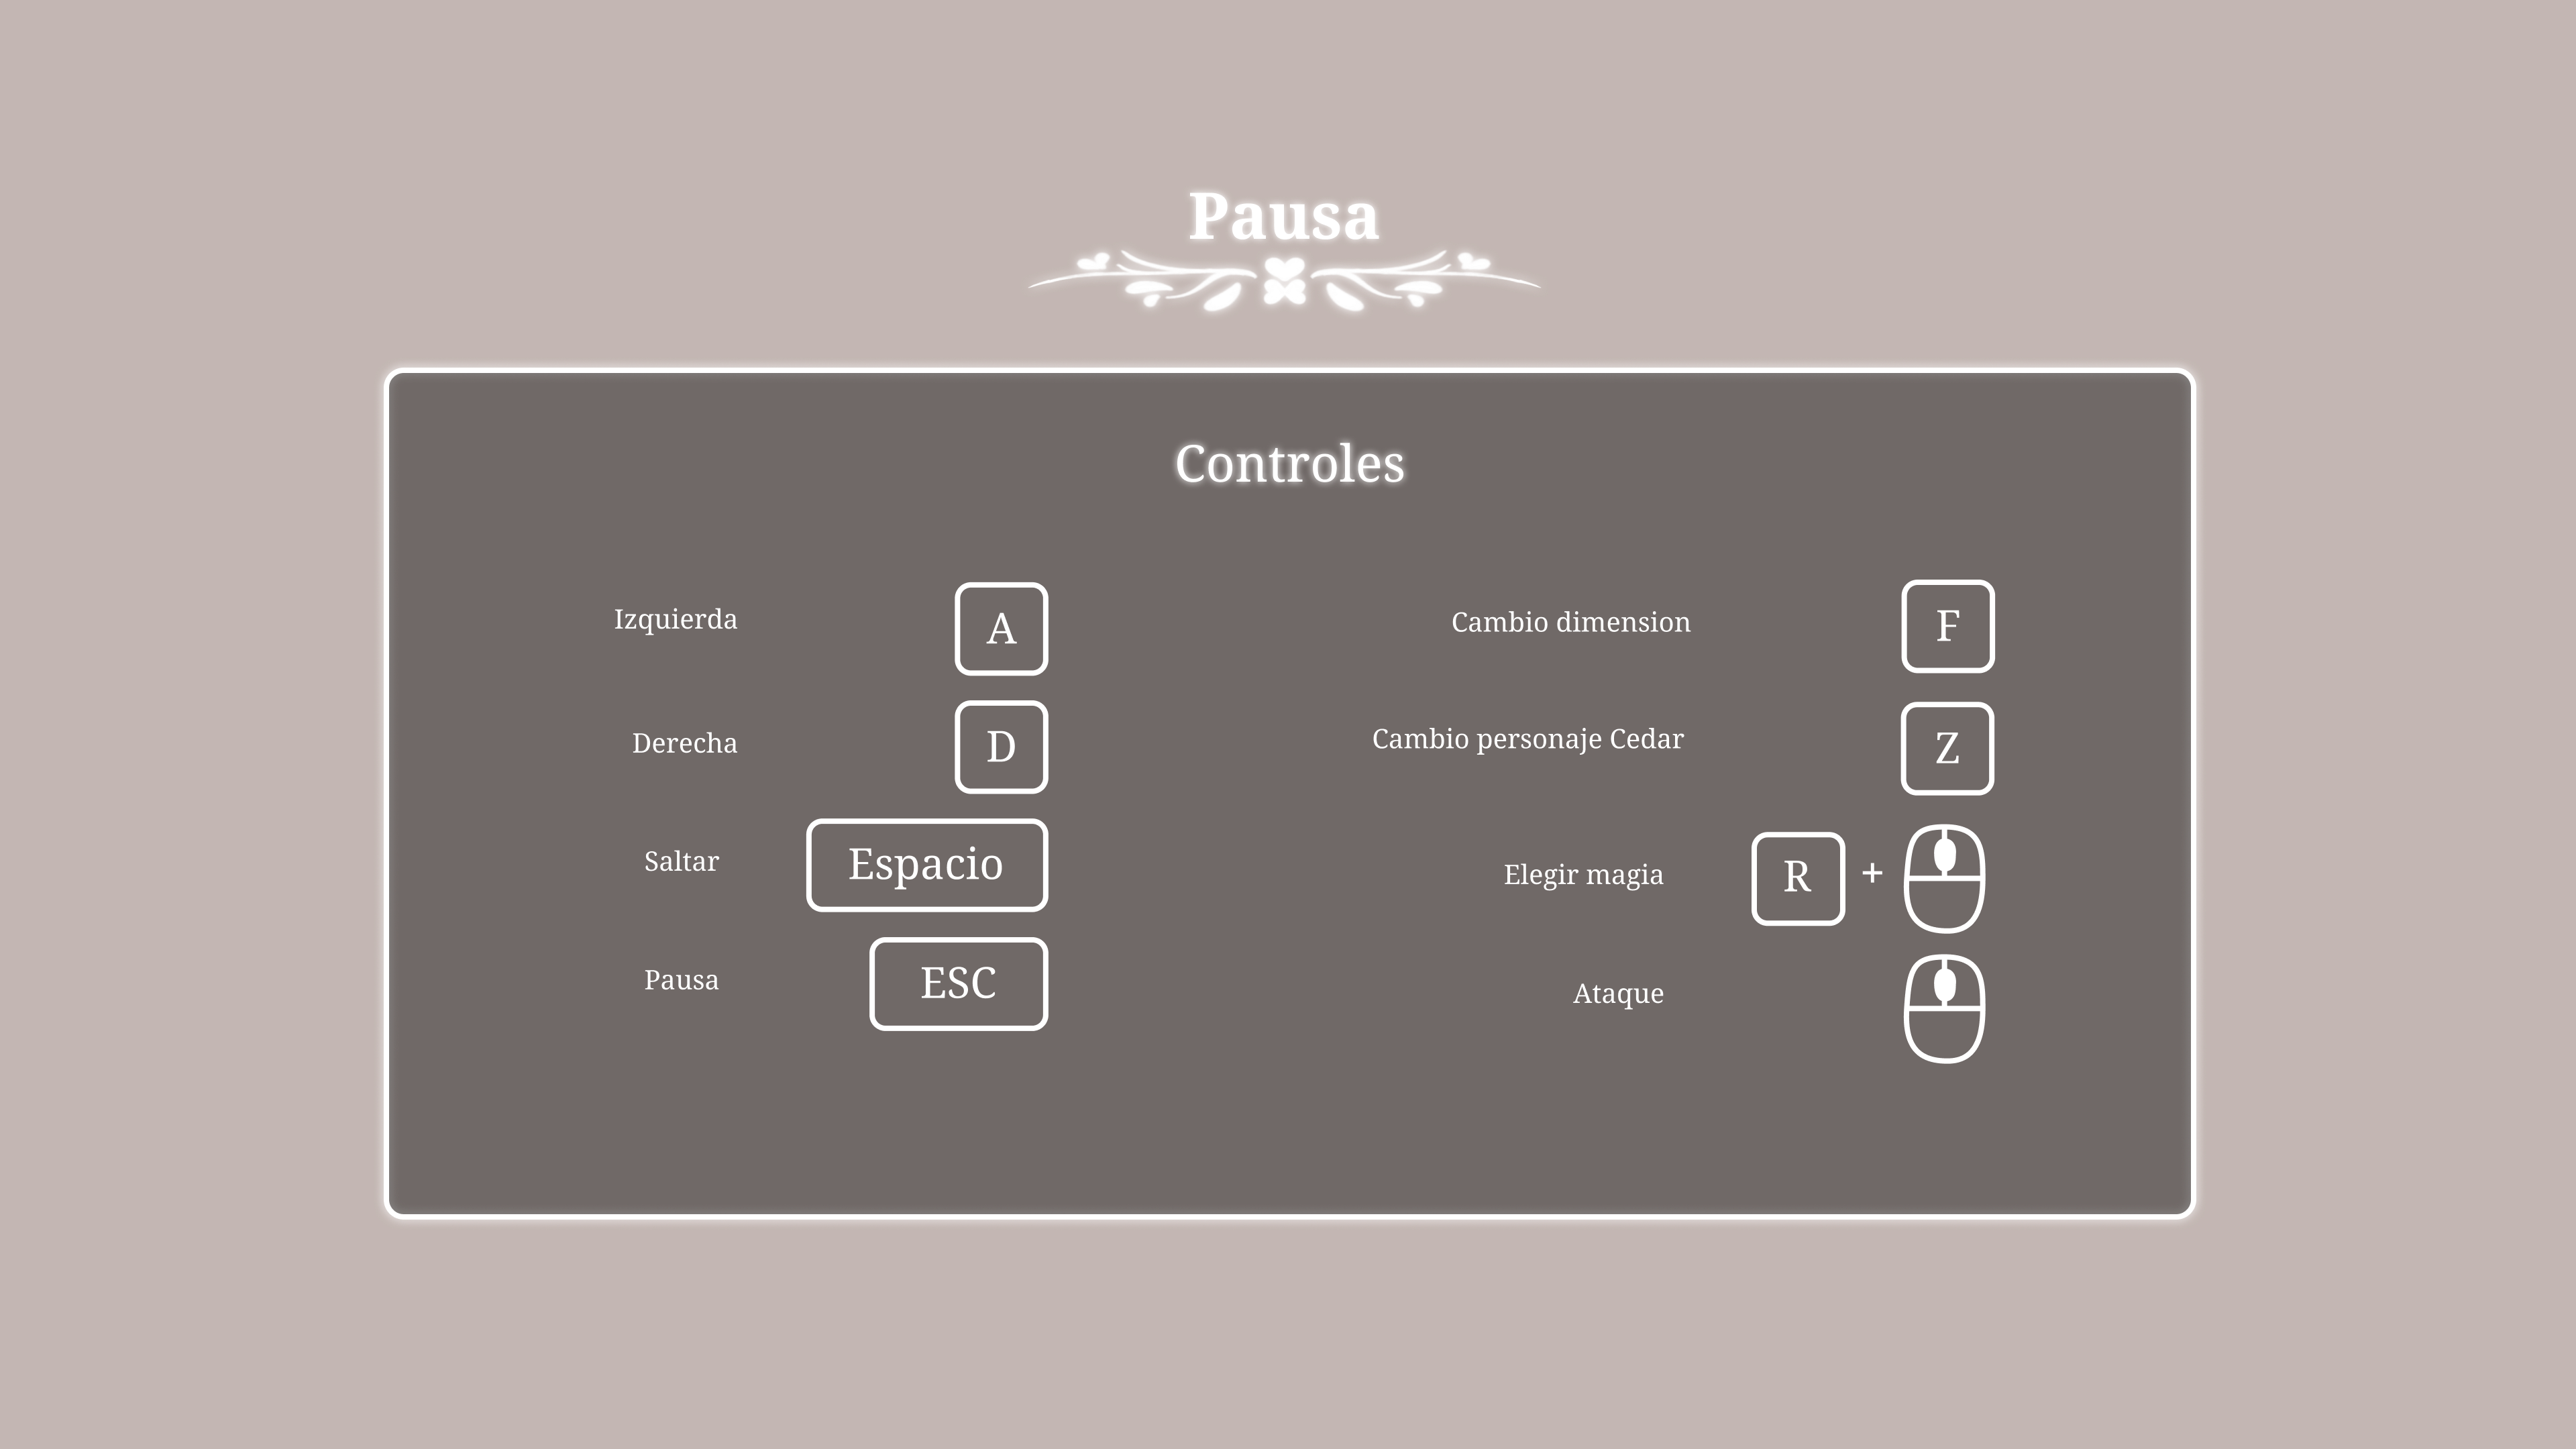 Pausa
Controles
Izquierda A
Derecha D
Saltar Espacio
Pausa ESC
Cambio dimension F
Cambio personaje Cedar Z
Elegir magia R +
Ataque